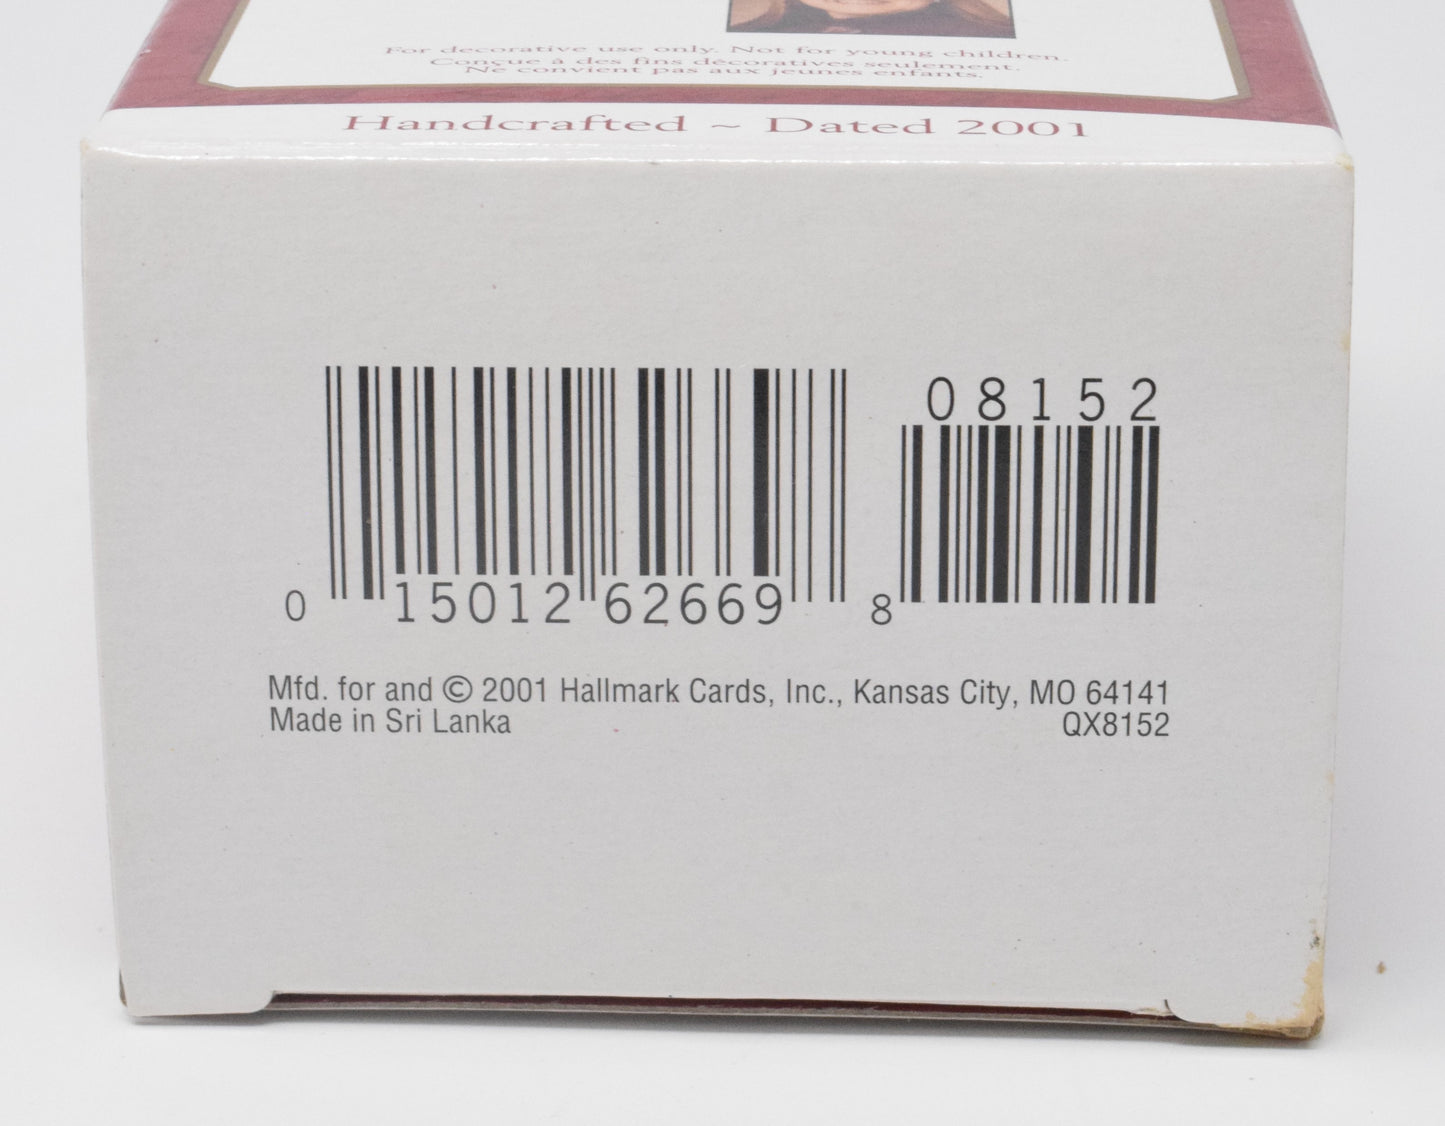 For decorative use only. Not for young children.
Conçue à des fins décoratives seulement.
Ne convient pas aux jeunes enfants.
Handcrafted ~ Dated 2001
08152
0 15012 62669 8
Mfd. for and © 2001 Hallmark Cards, Inc., Kansas City, MO 64141
Made in Sri Lanka QX8152